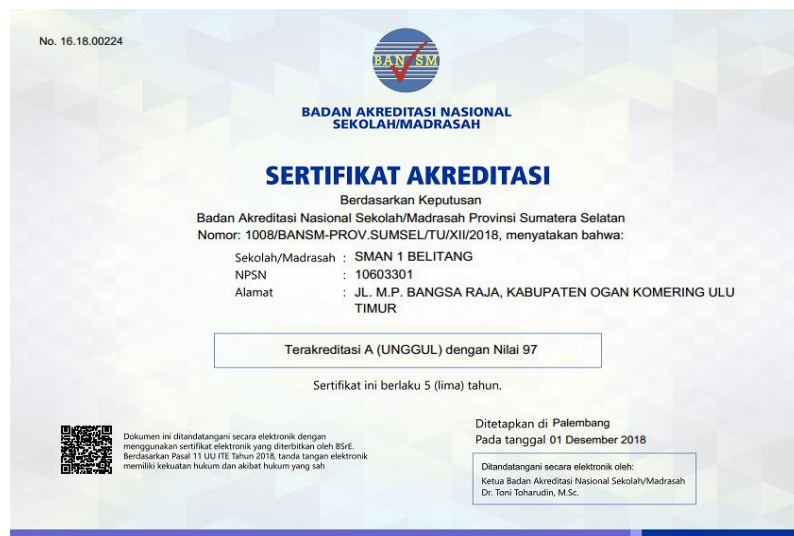 No. 16.18.00224
BAN SM
BADAN AKREDITASI NASIONAL
SEKOLAH/MADRASAH
SERTIFIKAT AKREDITASI
Berdasarkan Keputusan
Badan Akreditasi Nasional Sekolah/Madrasah Provinsi Sumatera Selatan
Nomor: 1008/BANSM-PROV.SUMSEL/TU/XII/2018, menyatakan bahwa:
Sekolah/Madrasah : SMAN 1 BELITANG
NPSN : 10603301
Alamat : JL. M.P. BANGSA RAJA, KABUPATEN OGAN KOMERING ULU
TIMUR
Terakreditasi A (UNGGUL) dengan Nilai 97
Sertifikat ini berlaku 5 (lima) tahun.
Dokumen ini ditandatangani secara elektronik dengan
menggunakan sertifikat elektronik yang diterbitkan oleh BSrE.
Berdasarkan Pasal 11 UU ITE Tahun 2018, tanda tangan elektronik
memiliki kekuatan hukum dan akibat hukum yang sah
Ditetapkan di Palembang
Pada tanggal 01 Desember 2018
Ditandatangani secara elektronik oleh:
Ketua Badan Akreditasi Nasional Sekolah/Madrasah
Dr. Toni Toharudin, M.Sc.